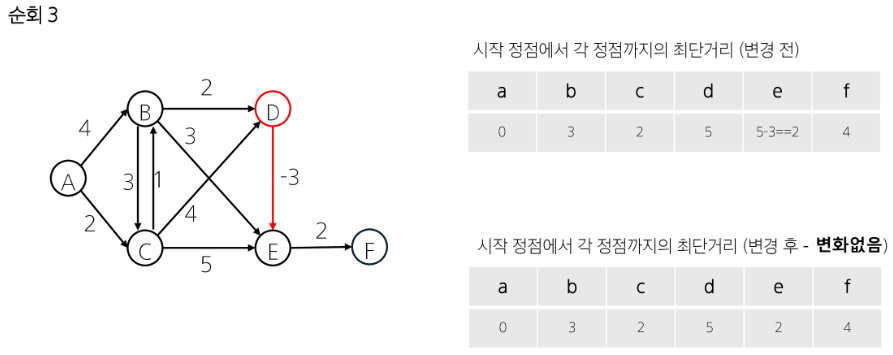 순회 3
시작 정점에서 각 정점까지의 최단거리 (변경 전)
a b c d e f
0 3 2 5 5-3==2 4
시작 정점에서 각 정점까지의 최단거리 (변경 후 - 변화없음)
a b c d e f
0 3 2 5 2 4
2
B D
4 3
A 3 1 -3
2 4
C E 2 F
5